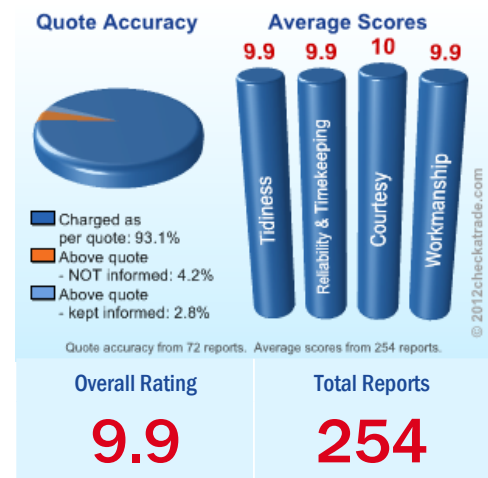 Quote Accuracy
Charged as
per quote: 93.1%
Above quote
- NOT informed: 4.2%
Above quote
- kept informed: 2.8%
Average Scores
9.9 9.9 10 9.9
Tidiness
Reliability & Timekeeping
Courtesy
Workmanship
© 2012checkatrade.com
Quote accuracy from 72 reports. Average scores from 254 reports.
Overall Rating
9.9
Total Reports
254